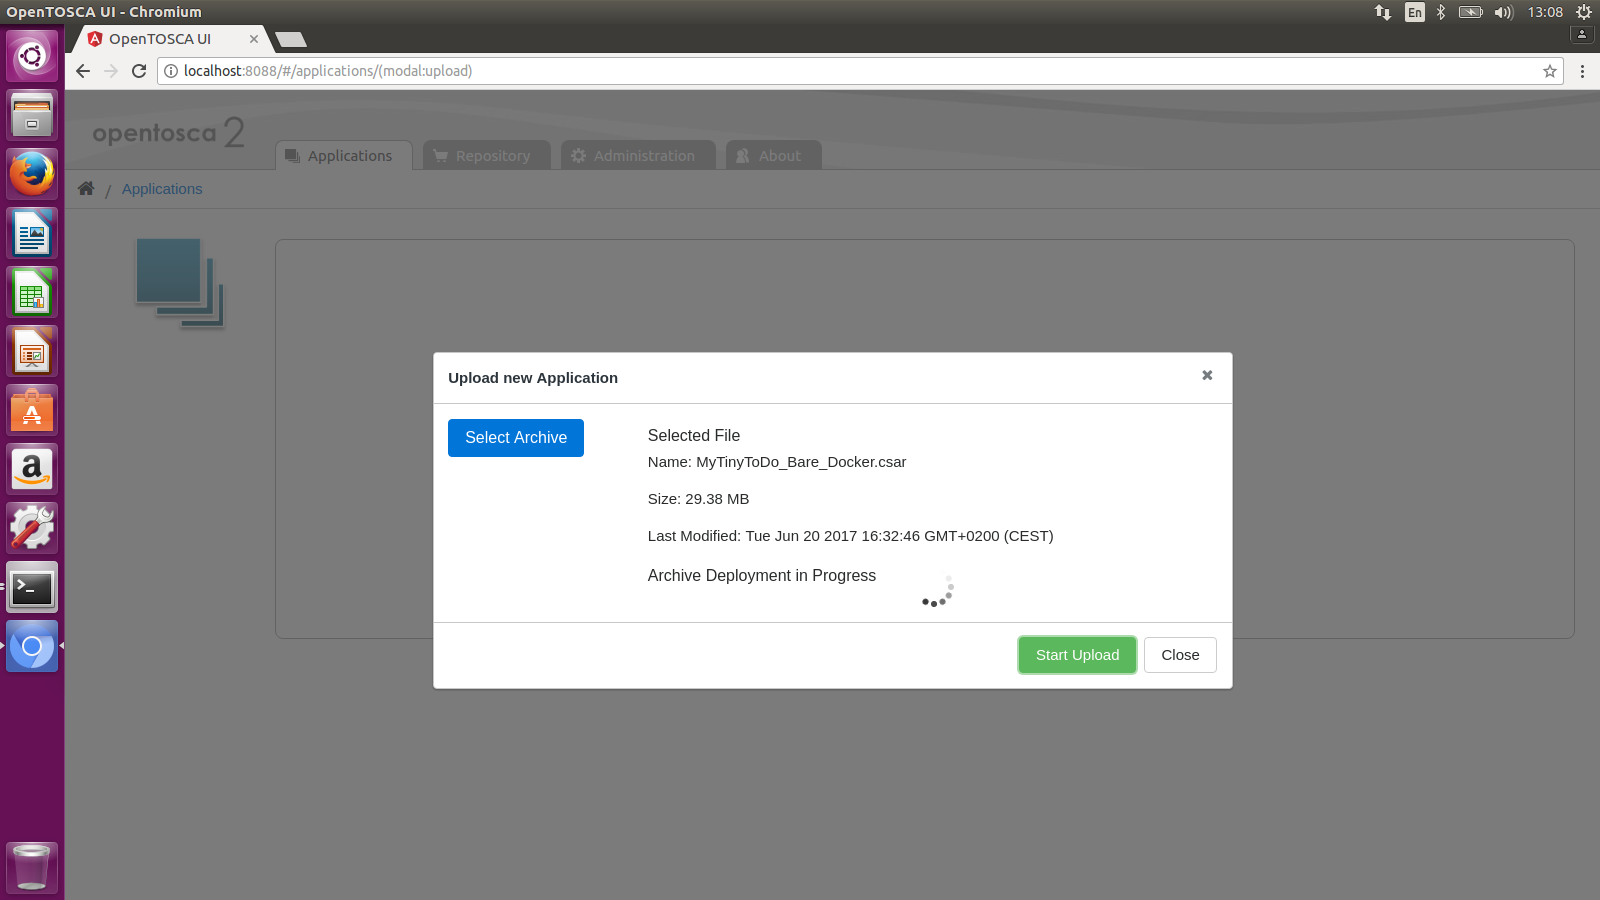 OpenTOSCA UI - Chromium
En
13:08
OpenTOSCA UI
localhost:8088/#/applications/(modal:upload)
opentosca 2
Applications
Repository
Administration
About
/ Applications
Upload new Application
Select Archive
Selected File
Name: MyTinyToDo_Bare_Docker.csar
Size: 29.38 MB
Last Modified: Tue Jun 20 2017 16:32:46 GMT+0200 (CEST)
Archive Deployment in Progress
Start Upload
Close